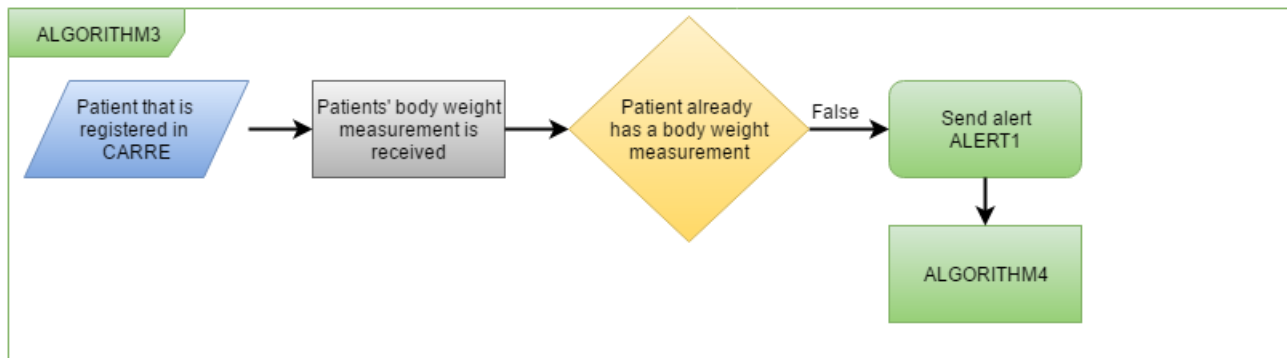 ALGORITHM3
Patient that is
registered in
CARRE
Patients' body weight
measurement is
received
Patient already
has a body weight
measurement
False
Send alert
ALERT1
ALGORITHM4